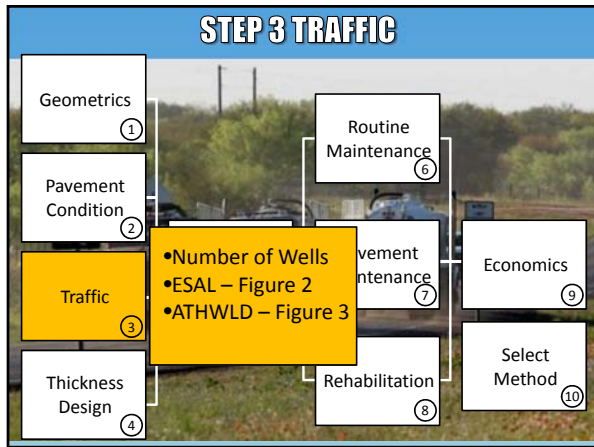 STEP 3 TRAFFIC
Geometrics
1
Pavement
Condition
2
Traffic
3
Thickness
Design
4
•Number of Wells
•ESAL – Figure 2
•ATHWLD – Figure 3
Routine
Maintenance
6
7
Rehabilitation
8
Economics
9
Select
Method
10